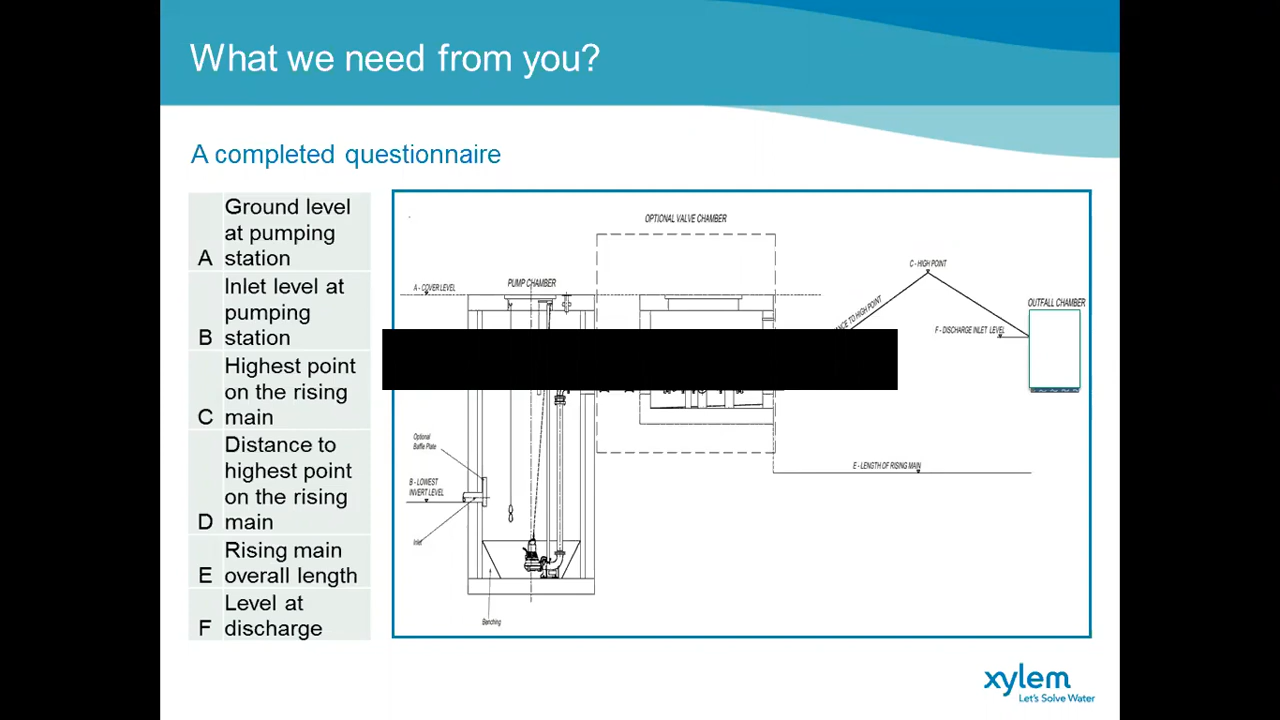 What we need from you?
A completed questionnaire
Ground level
at pumping
A station
Inlet level at
pumping
B station
Highest point
on the rising
C main
Distance to
highest point
on the rising
D main
Rising main
E overall length
Level at
F discharge
OPTIONAL VALVE CHAMBER
C - HIGH POINT
A - COVER LEVEL
PUMP CHAMBER
TO HIGH POINT
OUTFALL CHAMBER
F - DISCHARGE INLET LEVEL
Optional
Baffle Plate
B - LOWEST
INVERT LEVEL
E - LENGTH OF RISING MAIN
Inlet
Benching
xylem
Let's Solve Water